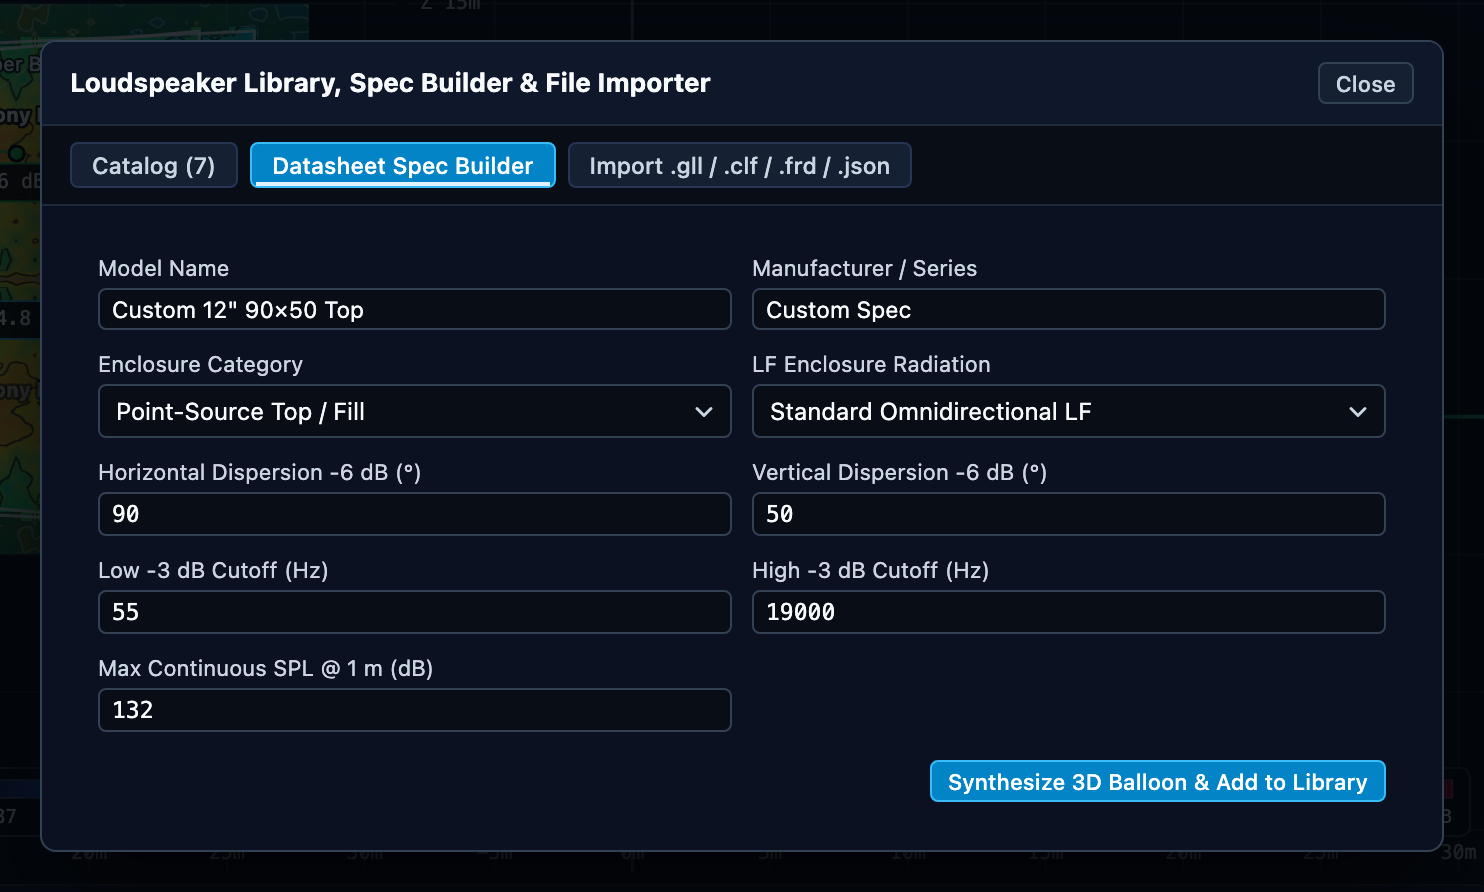 Z 15m
Loudspeaker Library, Spec Builder & File Importer
Close
Catalog (7)
Datasheet Spec Builder
Import .gll / .clf / .frd / .json
Model Name
Manufacturer / Series
Custom 12" 90×50 Top
Custom Spec
Enclosure Category
LF Enclosure Radiation
Point-Source Top / Fill
Standard Omnidirectional LF
Horizontal Dispersion -6 dB (°)
Vertical Dispersion -6 dB (°)
90
50
Low -3 dB Cutoff (Hz)
High -3 dB Cutoff (Hz)
55
19000
Max Continuous SPL @ 1 m (dB)
132
Synthesize 3D Balloon & Add to Library
30m